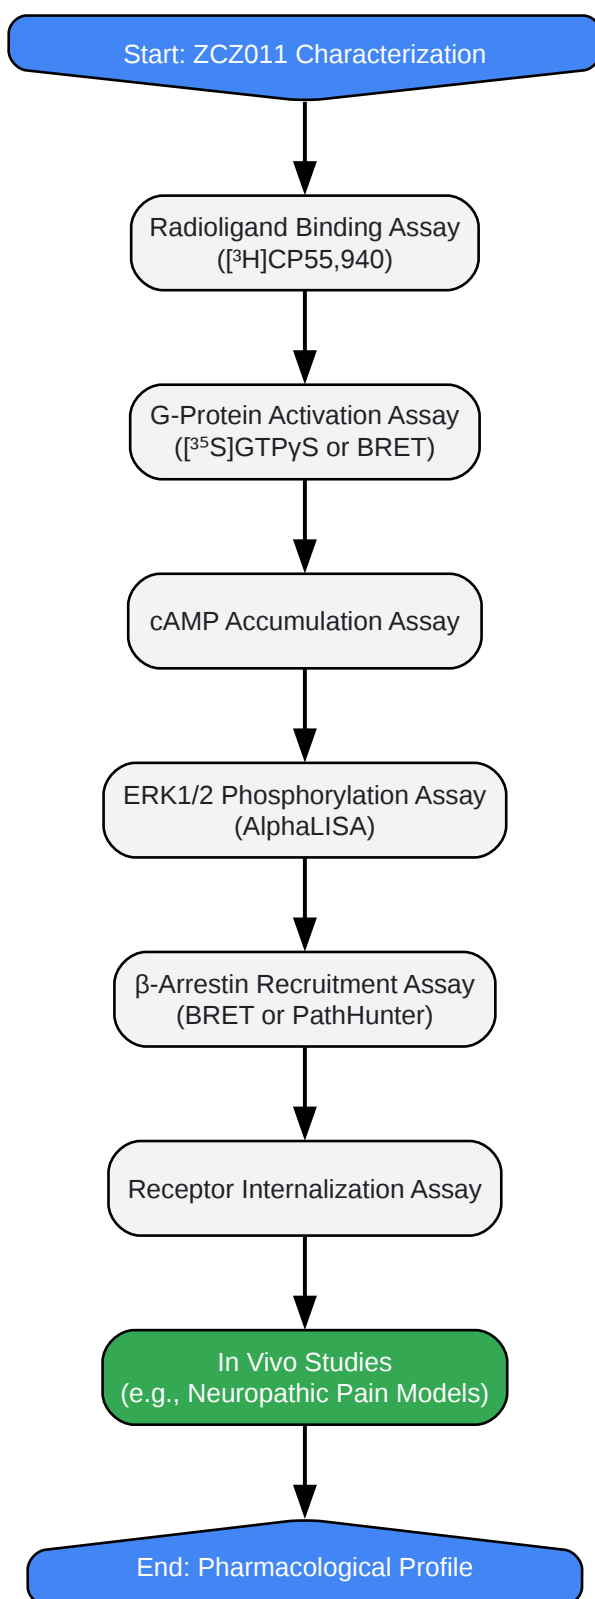 Start: ZCZ011 Characterization
Radioligand Binding Assay
([³H]CP55,940)
G-Protein Activation Assay
([³⁵S]GTPγS or BRET)
cAMP Accumulation Assay
ERK1/2 Phosphorylation Assay
(AlphaLISA)
β-Arrestin Recruitment Assay
(BRET or PathHunter)
Receptor Internalization Assay
In Vivo Studies
(e.g., Neuropathic Pain Models)
End: Pharmacological Profile